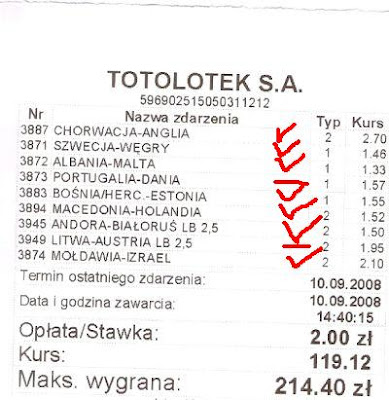 TOTOLOTEK S.A.
596902515050311212
Nr Nazwa zdarzenia Typ Kurs
3887 CHORWACJA-ANGLIA 2 2.70
3871 SZWECJA-WĘGRY 1 1.46
3872 ALBANIA-MALTA 1 1.33
3873 PORTUGALIA-DANIA 1 1.57
3883 BOŚNIA/HERC.-ESTONIA 1 1.55
3894 MACEDONIA-HOLANDIA 2 1.52
3945 ANDORA-BIAŁORUŚ LB 2,5 2 1.50
3949 LITWA-AUSTRIA LB 2,5 2 1.95
3874 MOŁDAWIA-IZRAEL 2 2.10
Termin ostatniego zdarzenia: 10.09.2008
10.09.2008
Data i godzina zawarcia: 14:40:15
Opłata/Stawka: 2.00 zł
Kurs: 119.12
Maks. wygrana: 214.40 zł